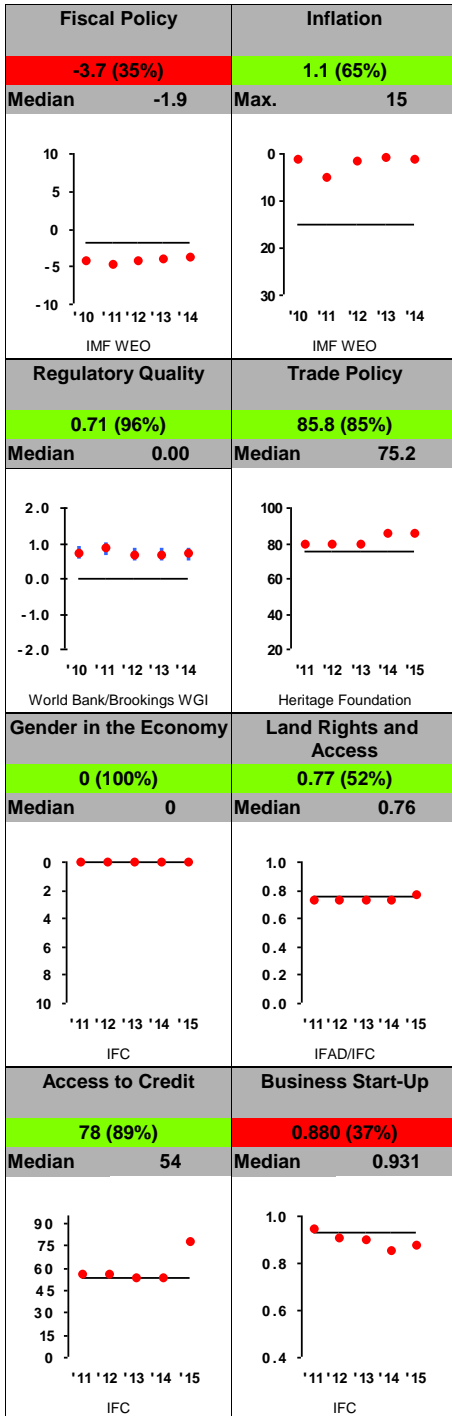 Fiscal Policy
-3.7 (35%)
Median -1.9
10
5
0
-5
-10
'10 '11 '12 '13 '14
IMF WEO
Inflation
1.1 (65%)
Max. 15
0
10
20
30
'10 '11 '12 '13 '14
IMF WEO
Regulatory Quality
0.71 (96%)
Median 0.00
2.0
1.0
0.0
-1.0
-2.0
'10 '11 '12 '13 '14
World Bank/Brookings WGI
Trade Policy
85.8 (85%)
Median 75.2
100
80
60
40
20
'11 '12 '13 '14 '15
Heritage Foundation
Gender in the Economy
0 (100%)
Median 0
0
2
4
6
8
10
'11 '12 '13 '14 '15
IFC
Land Rights and
Access
0.77 (52%)
Median 0.76
1.0
0.8
0.6
0.4
0.2
0.0
'11 '12 '13 '14 '15
IFAD/IFC
Access to Credit
78 (89%)
Median 54
90
75
60
45
30
15
0
'11 '12 '13 '14 '15
IFC
Business Start-Up
0.880 (37%)
Median 0.931
1.0
0.8
0.6
0.4
'11 '12 '13 '14 '15
IFC